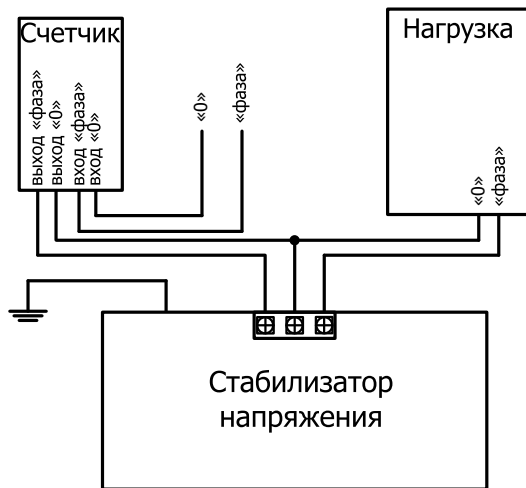 Счетчик
выход «фаза»
выход «0»
вход «фаза»
вход «0»
«0»
«фаза»
Нагрузка
«0»
«фаза»
Стабилизатор
напряжения